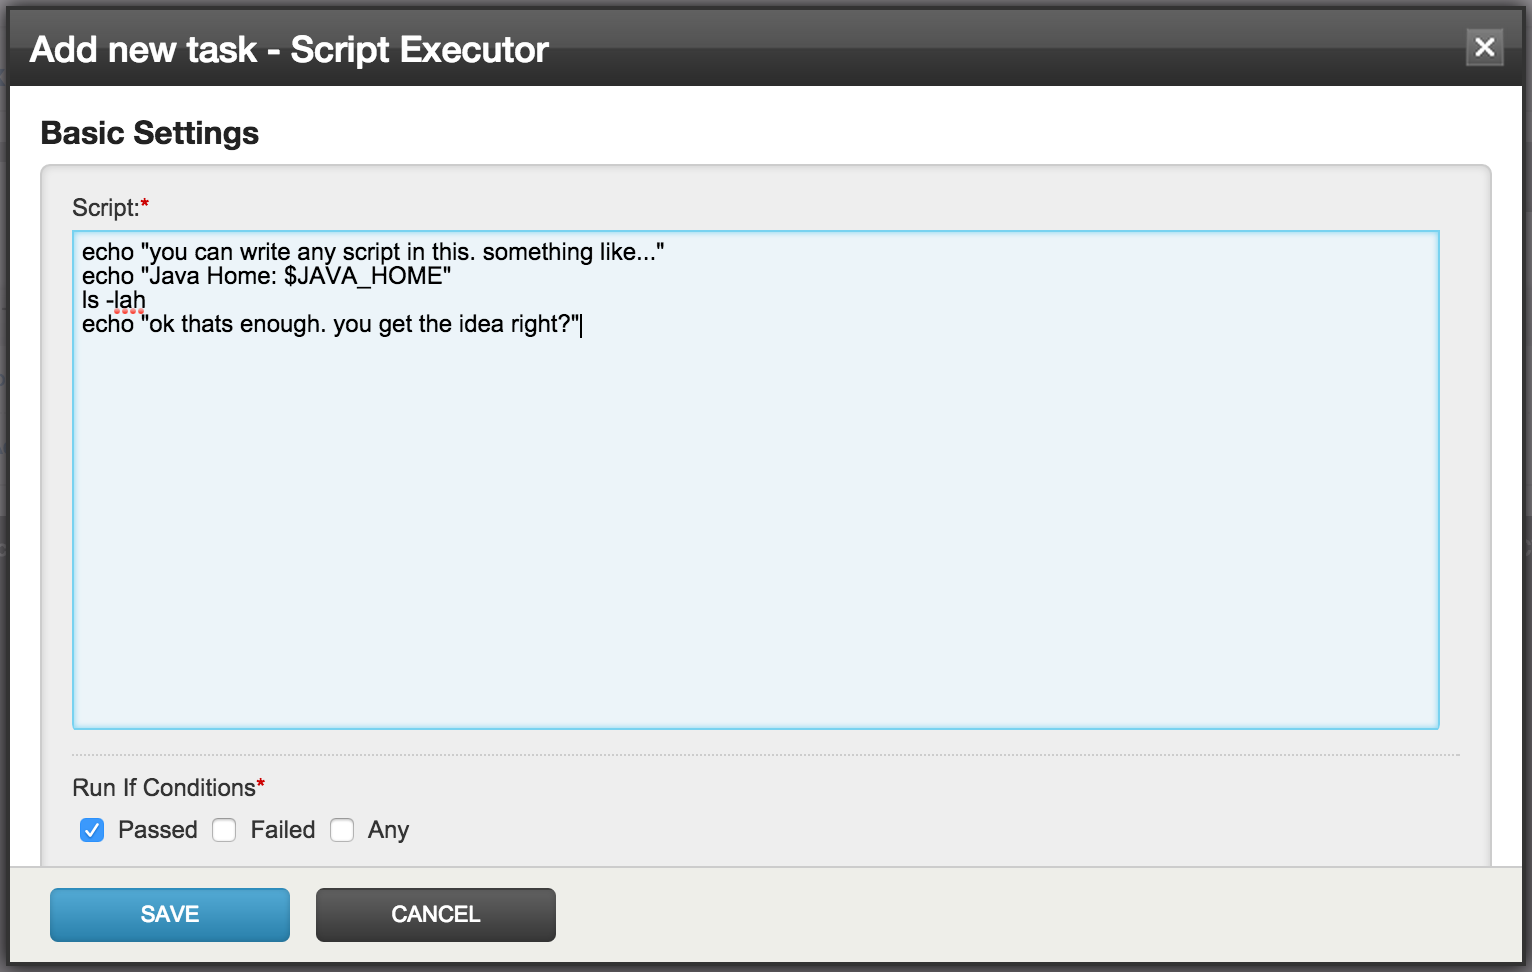 Add new task - Script Executor
Basic Settings
Script:*
echo "you can write any script in this. something like..."
echo "Java Home: $JAVA_HOME"
ls -lah
echo "ok thats enough. you get the idea right?"
Run If Conditions*
Passed Failed Any
SAVE CANCEL